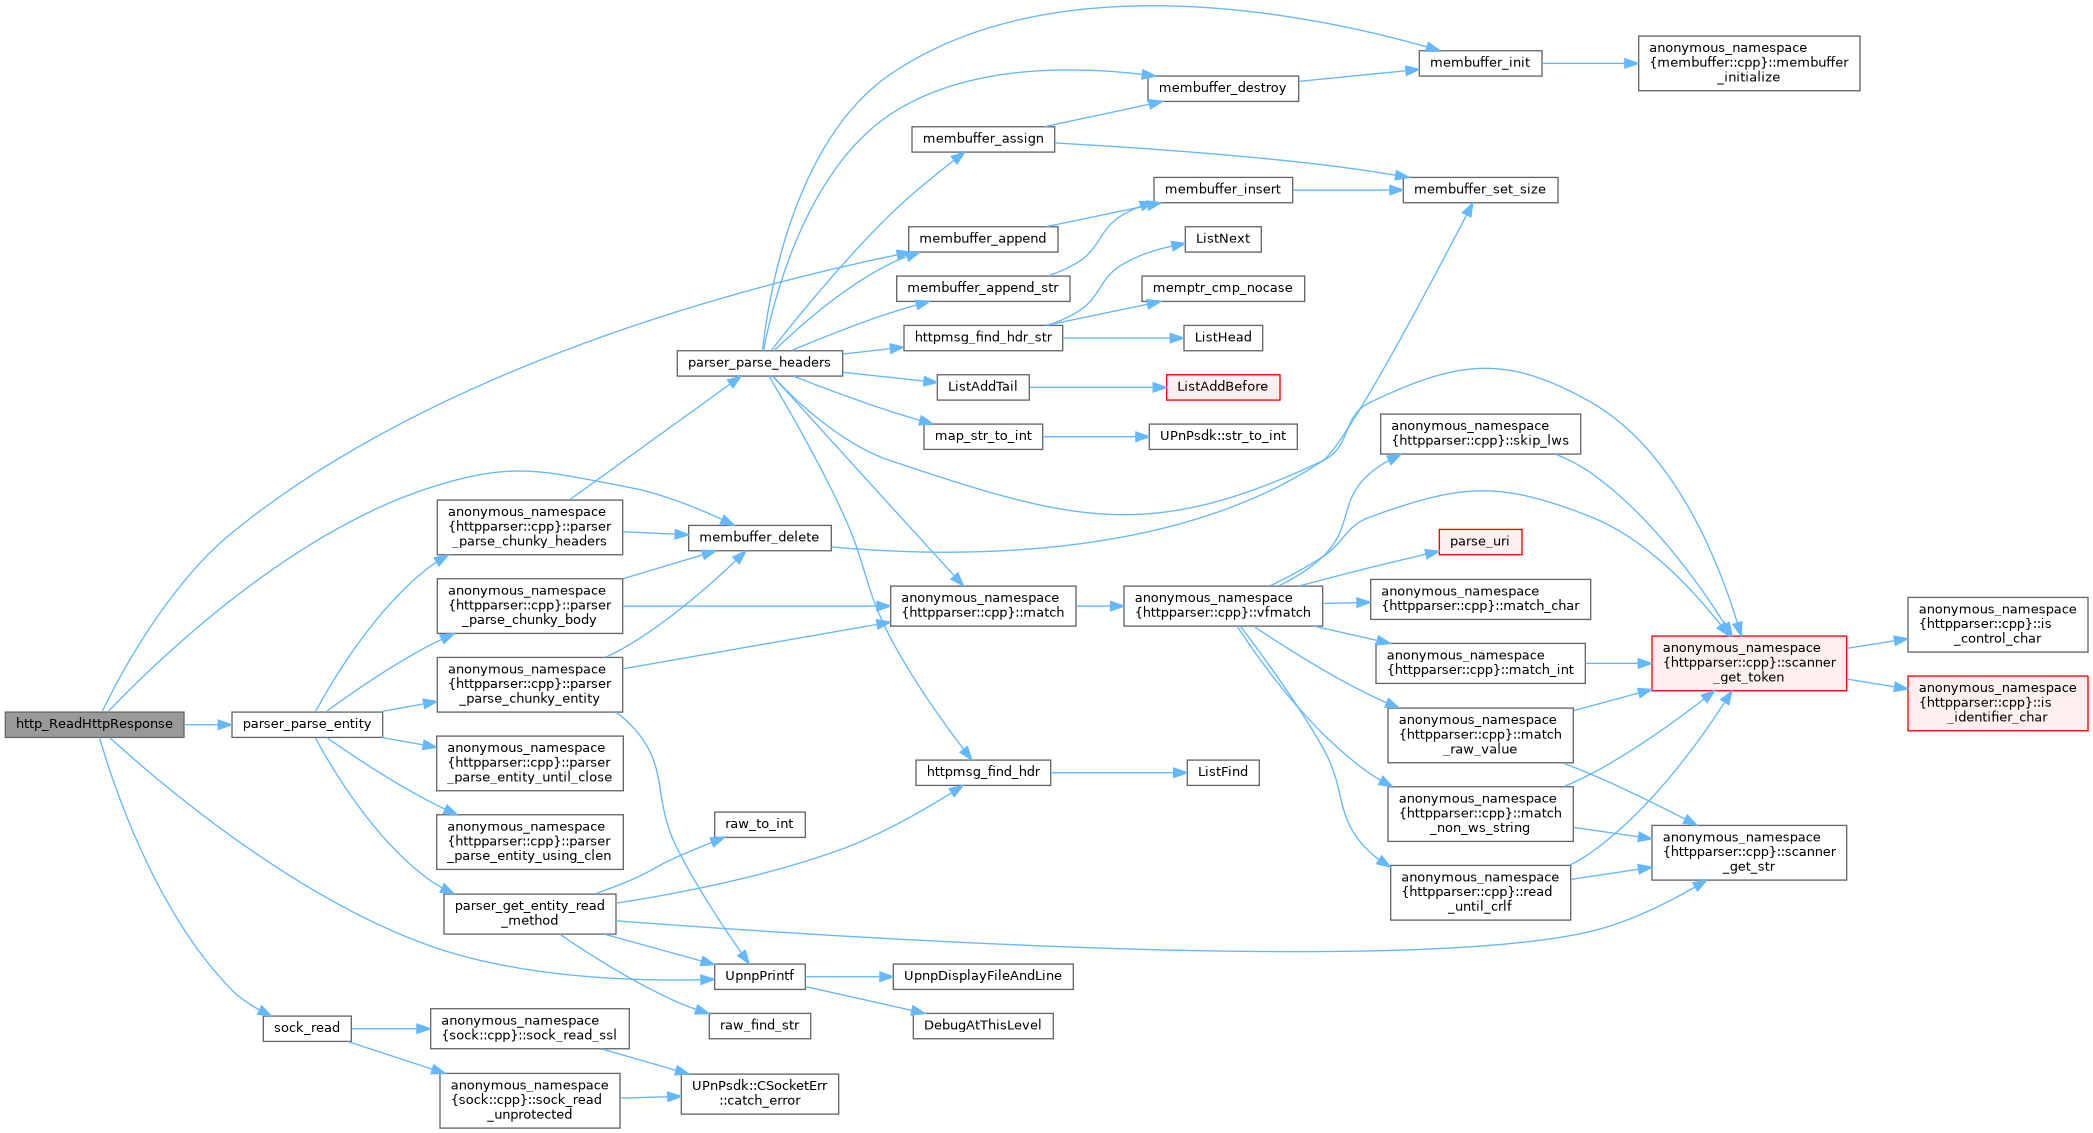 http_ReadHttpResponse
parser_parse_entity
sock_read
anonymous_namespace
{httpparser::cpp}::parser
_parse_chunky_headers
anonymous_namespace
{httpparser::cpp}::parser
_parse_chunky_body
anonymous_namespace
{httpparser::cpp}::parser
_parse_chunky_entity
anonymous_namespace
{httpparser::cpp}::parser
_parse_entity_until_close
anonymous_namespace
{httpparser::cpp}::parser
_parse_entity_using_clen
parser_get_entity_read
_method
anonymous_namespace
{sock::cpp}::sock_read_ssl
anonymous_namespace
{sock::cpp}::sock_read
_unprotected
parser_parse_headers
membuffer_delete
raw_to_int
UpnpPrintf
raw_find_str
UPnPsdk::CSocketErr
::catch_error
membuffer_assign
membuffer_append
membuffer_append_str
httpmsg_find_hdr_str
ListAddTail
map_str_to_int
anonymous_namespace
{httpparser::cpp}::match
httpmsg_find_hdr
UpnpDisplayFileAndLine
DebugAtThisLevel
membuffer_destroy
membuffer_insert
ListNext
memptr_cmp_nocase
ListHead
ListAddBefore
UPnPsdk::str_to_int
anonymous_namespace
{httpparser::cpp}::vfmatch
ListFind
membuffer_init
membuffer_set_size
anonymous_namespace
{httpparser::cpp}::skip_lws
parse_uri
anonymous_namespace
{httpparser::cpp}::match_char
anonymous_namespace
{httpparser::cpp}::match_int
anonymous_namespace
{httpparser::cpp}::match
_raw_value
anonymous_namespace
{httpparser::cpp}::match
_non_ws_string
anonymous_namespace
{httpparser::cpp}::read
_until_crlf
anonymous_namespace
{membuffer::cpp}::membuffer
_initialize
anonymous_namespace
{httpparser::cpp}::scanner
_get_token
anonymous_namespace
{httpparser::cpp}::scanner
_get_str
anonymous_namespace
{httpparser::cpp}::is
_control_char
anonymous_namespace
{httpparser::cpp}::is
_identifier_char